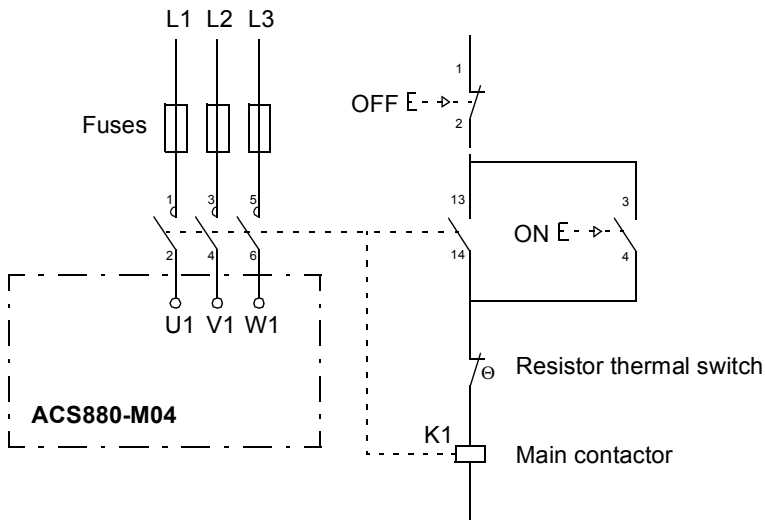 L1 L2 L3
1
OFF
2
Fuses
1 3 5
13
3
ON
2 4 6
14
4
U1 V1 W1
Θ
Resistor thermal switch
ACS880-M04
K1
Main contactor